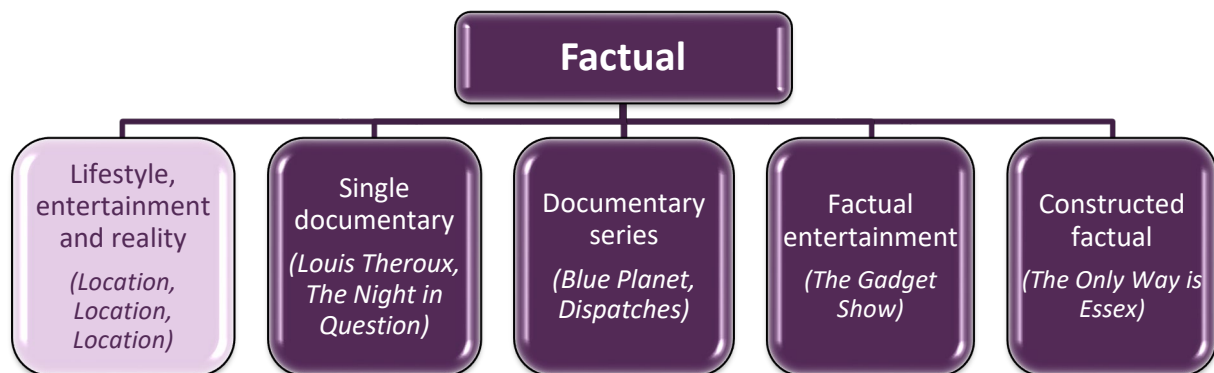 Factual
Lifestyle,
entertainment
and reality
(Location,
Location,
Location)
Single
documentary
(Louis Theroux,
The Night in
Question)
Documentary
series
(Blue Planet,
Dispatches)
Factual
entertainment
(The Gadget
Show)
Constructed
factual
(The Only Way is
Essex)